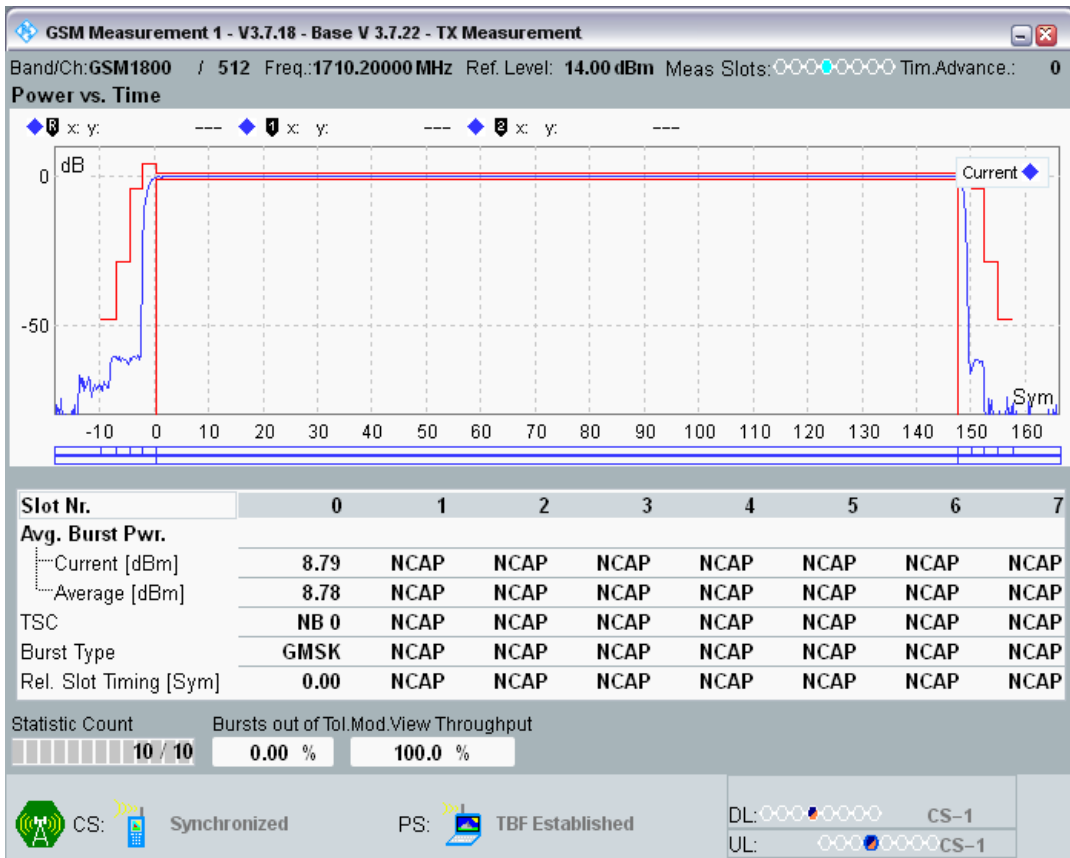 GSM Measurement 1 - V3.7.18 - Base V 3.7.22 - TX Measurement
Band/Ch:GSM1800 / 512 Freq.:1710.20000 MHz Ref. Level: 14.00 dBm Meas Slots: Tim.Advance.: 0
Power vs. Time
R x: y: --- 1 x: y: --- 2 x: y: ---
dB
Current
0
-50
Sym
-10 0 10 20 30 40 50 60 70 80 90 100 110 120 130 140 150 160
Slot Nr. 0 1 2 3 4 5 6 7
Avg. Burst Pwr.
Current [dBm] 8.79 NCAP NCAP NCAP NCAP NCAP NCAP NCAP
Average [dBm] 8.78 NCAP NCAP NCAP NCAP NCAP NCAP NCAP
TSC NB 0 NCAP NCAP NCAP NCAP NCAP NCAP NCAP
Burst Type GMSK NCAP NCAP NCAP NCAP NCAP NCAP NCAP
Rel. Slot Timing [Sym] 0.00 NCAP NCAP NCAP NCAP NCAP NCAP NCAP
Statistic Count Bursts out of Tol.Mod.View Throughput
10 / 10 0.00 % 100.0 %
CS: Synchronized PS: TBF Established
DL: CS-1
UL: CS-1